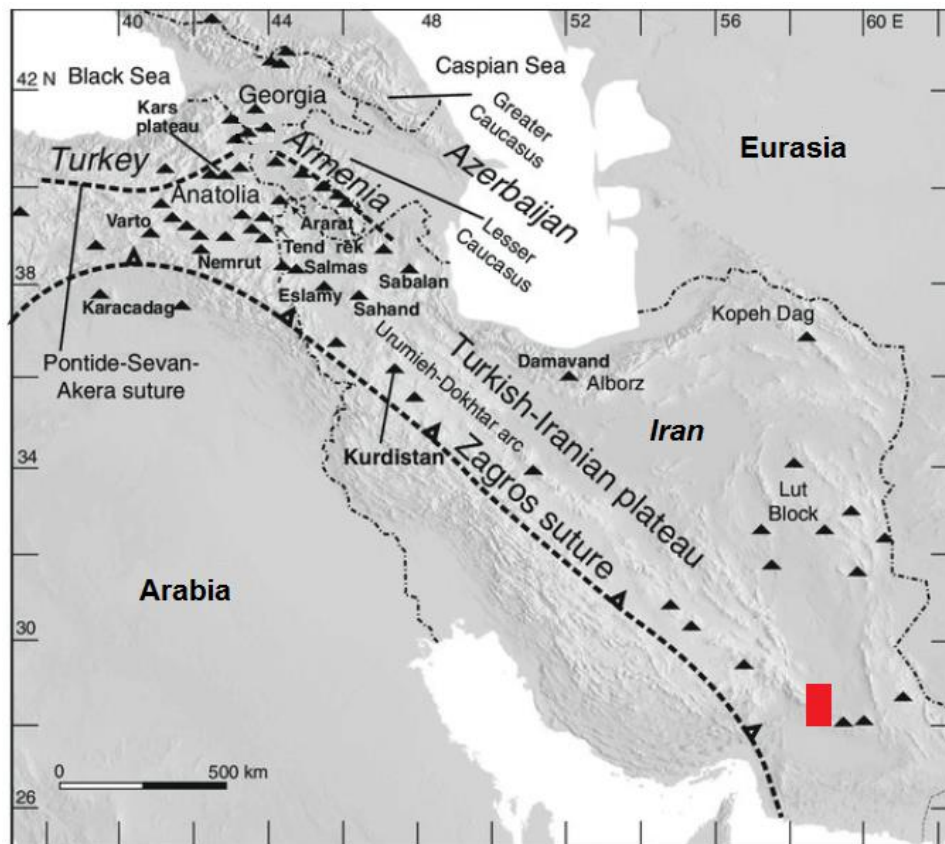 40
44
48
52
56
60 E
42 N
Black Sea
Caspian Sea
Georgia
Kars
plateau
Greater
Caucasus
Eurasia
Turkey
Armenia
Azerbaijan
Anatolia
Ararat
Lesser
Caucasus
Varto
Tend rek
38
Nemrut
Salmas
Sabalan
Karacadag
Eslamy
Sahand
Kopeh Dag
Pontide-Sevan-
Akera suture
Urumieh-Dokhtar arc
Turkish-Iranian plateau
Damavand
Alborz
Iran
34
Kurdistan
Zagros suture
Lut
Block
Arabia
30
0
500 km
26